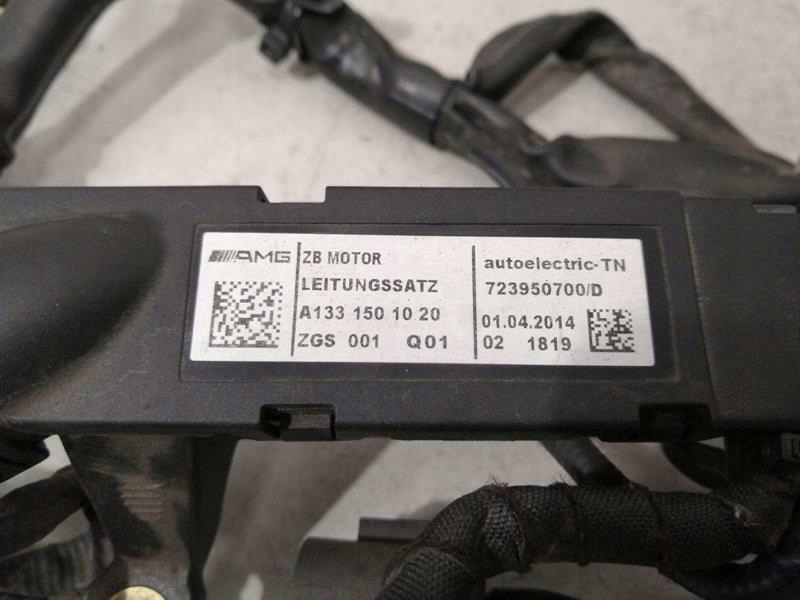 AMG
ZB MOTOR
LEITUNGSSATZ
A133 150 10 20
ZGS 001 Q01
autoelectric-TN
723950700/D
01.04.2014
02 1819